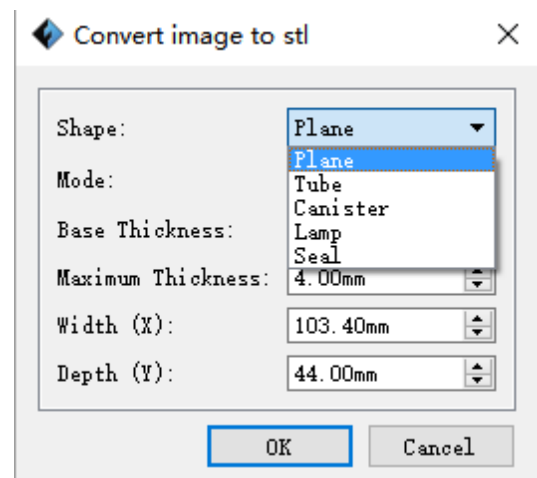 Convert image to stl
Shape: Plane
Plane
Mode: Tube
Canister
Base Thickness: Lamp
Seal
Maximum Thickness: 4.00mm
Width (X): 103.40mm
Depth (Y): 44.00mm
OK Cancel